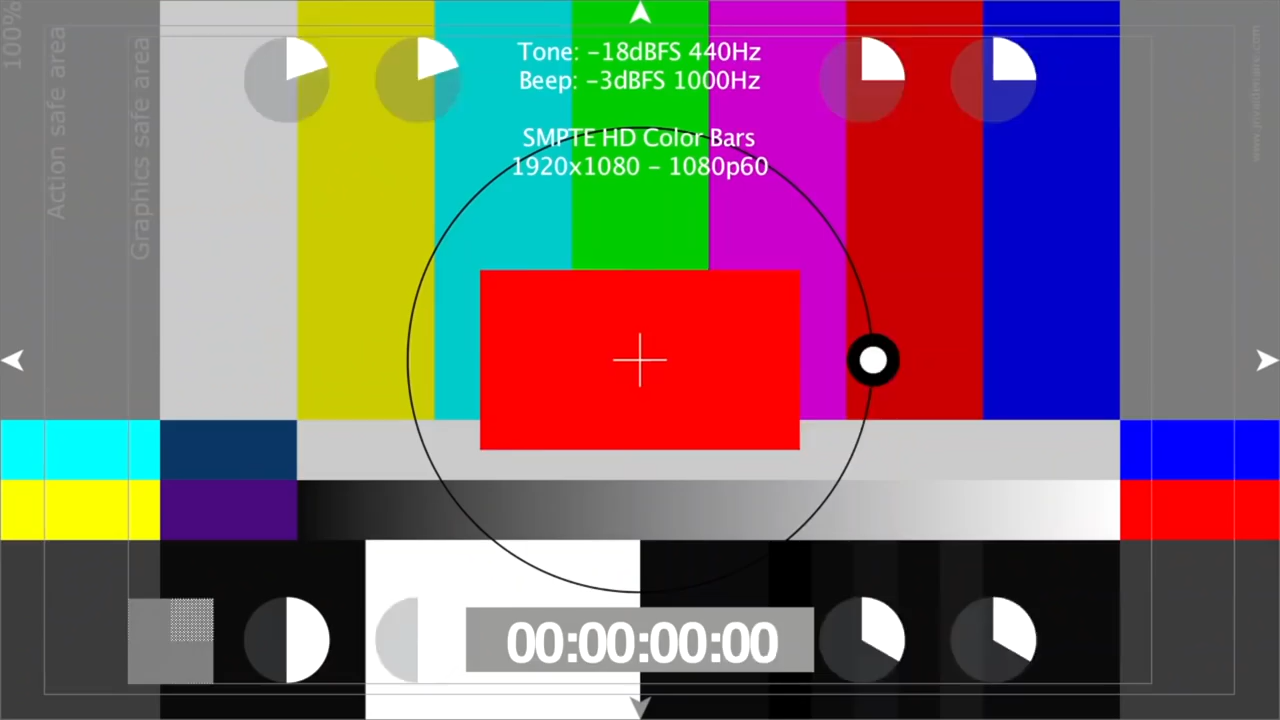 100%
Action safe area
Graphics safe area
Tone: -18dBFS 440Hz
Beep: -3dBFS 1000Hz
SMPTE HD Color Bars
1920x1080 - 1080p60
00:00:00:00